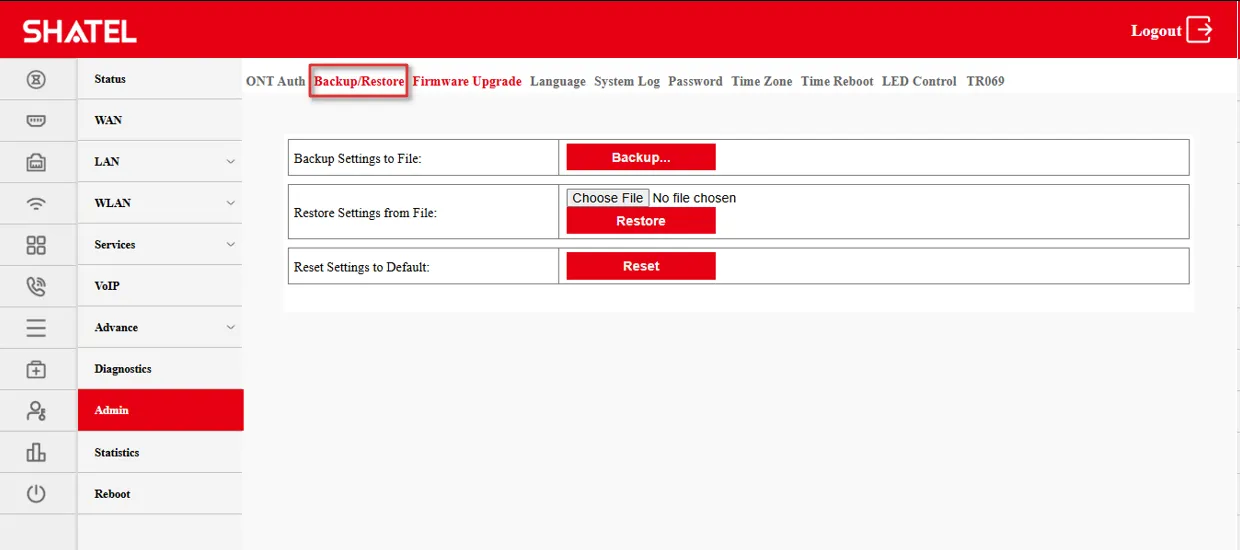 SHATEL
Logout
Status
WAN
LAN
WLAN
Services
VoIP
Advance
Diagnostics
Admin
Statistics
Reboot
ONT Auth Backup/Restore Firmware Upgrade Language System Log Password Time Zone Time Reboot LED Control TR069
Backup Settings to File: Backup...
Restore Settings from File: Choose File No file chosen
Restore
Reset Settings to Default: Reset